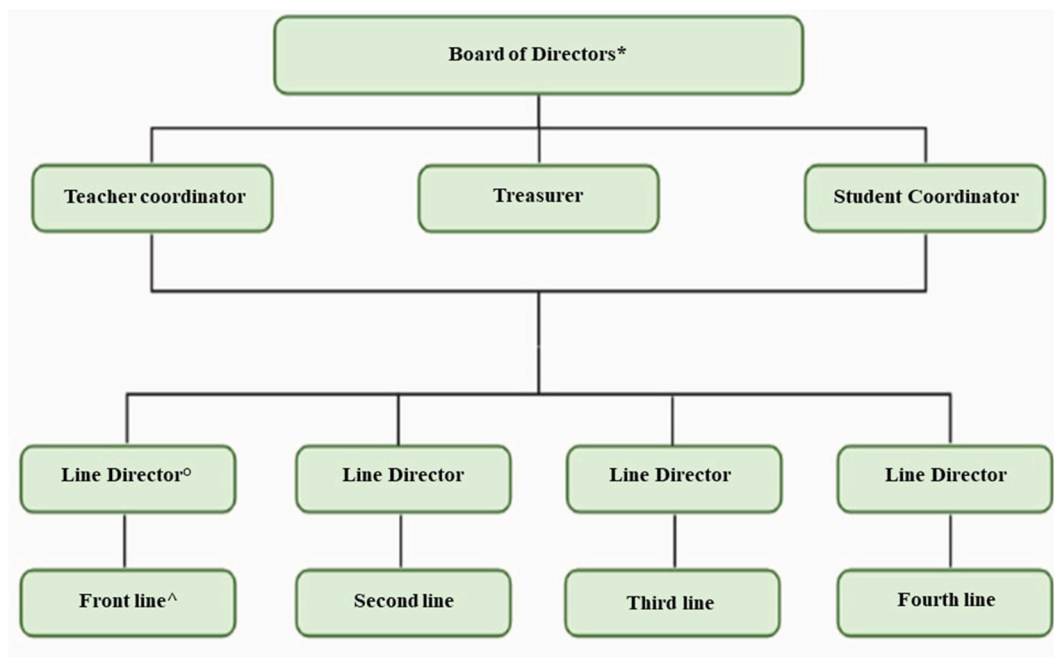 Board of Directors*
Teacher coordinator
Treasurer
Student Coordinator
Line Director°
Line Director
Line Director
Line Director
Front line^
Second line
Third line
Fourth line